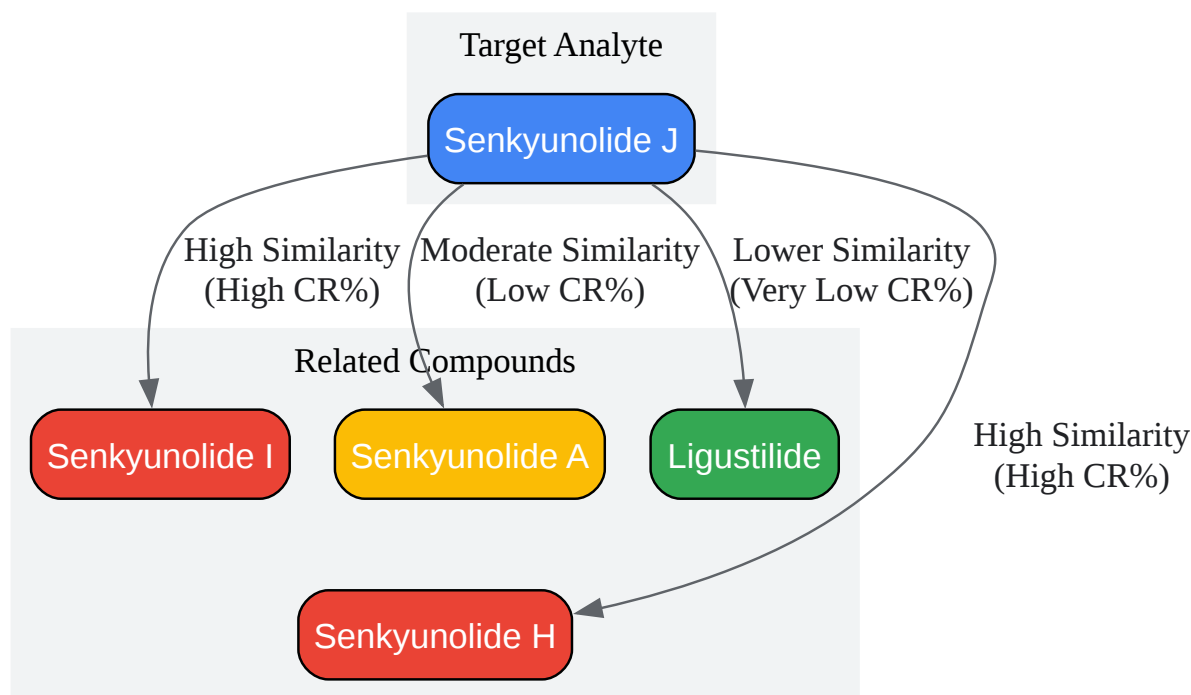 Target Analyte
Senkyunolide J
High Similarity
(High CR%)
Moderate Similarity
(Low CR%)
Lower Similarity
(Very Low CR%)
Related Compounds
Senkyunolide I
Senkyunolide A
Ligustilide
High Similarity
(High CR%)
Senkyunolide H